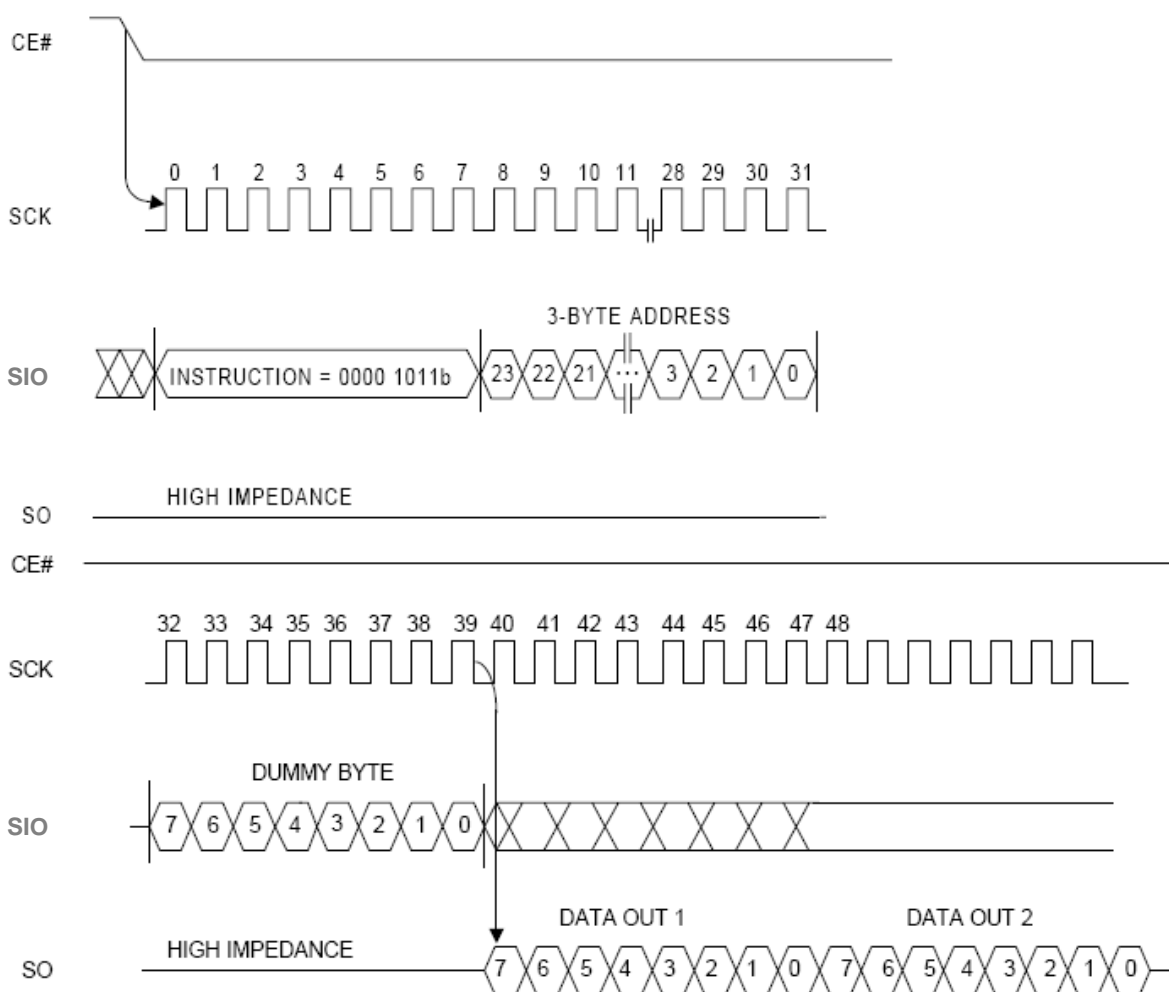 CE#
0 1 2 3 4 5 6 7 8 9 10 11 28 29 30 31
SCK
3-BYTE ADDRESS
SIO INSTRUCTION = 0000 1011b 23 22 21 ... 3 2 1 0
HIGH IMPEDANCE
SO
CE#
32 33 34 35 36 37 38 39 40 41 42 43 44 45 46 47 48
SCK
DUMMY BYTE
SIO 7 6 5 4 3 2 1 0
DATA OUT 1 DATA OUT 2
HIGH IMPEDANCE
SO 7 6 5 4 3 2 1 0 7 6 5 4 3 2 1 0